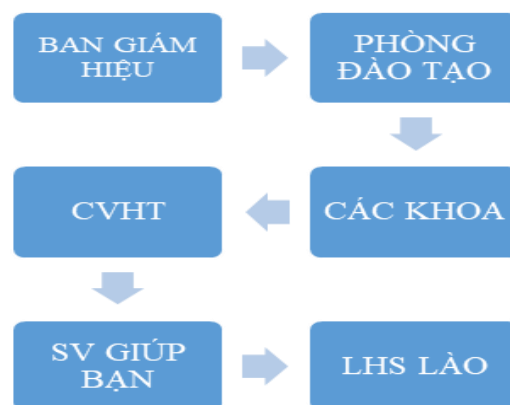 BAN GIÁM
HIỆU
PHÒNG
ĐÀO TẠO
CÁC KHOA
CVHT
SV GIÚP
BẠN
LHS LÀO